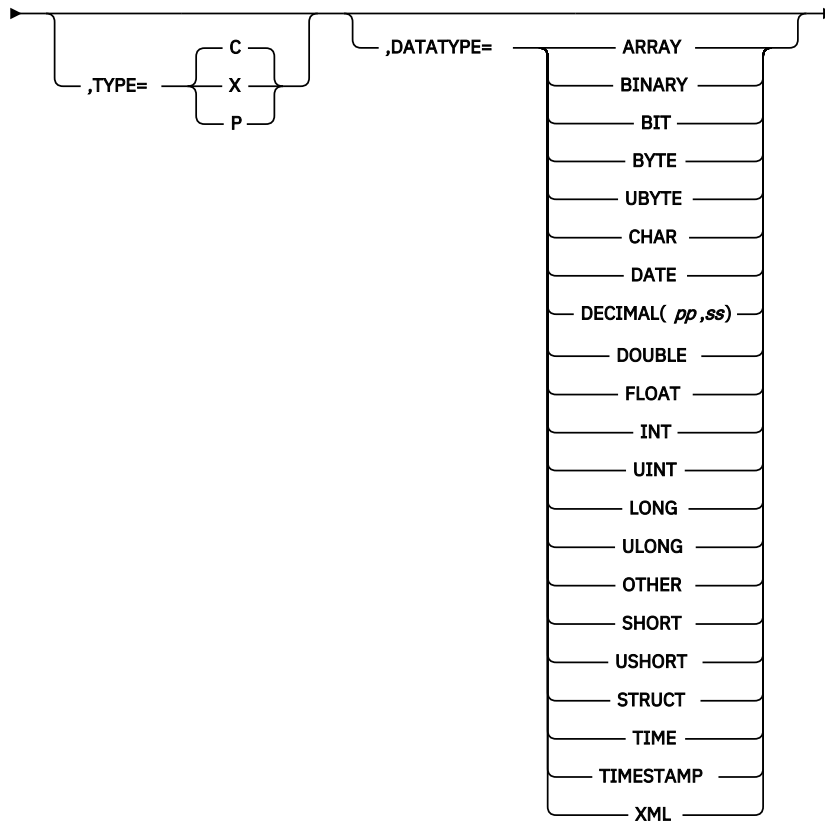 C
,DATATYPE= ARRAY
,TYPE= X
BINARY
P
BIT
BYTE
UBYTE
CHAR
DATE
DECIMAL( pp ,ss)
DOUBLE
FLOAT
INT
UINT
LONG
ULONG
OTHER
SHORT
USHORT
STRUCT
TIME
TIMESTAMP
XML